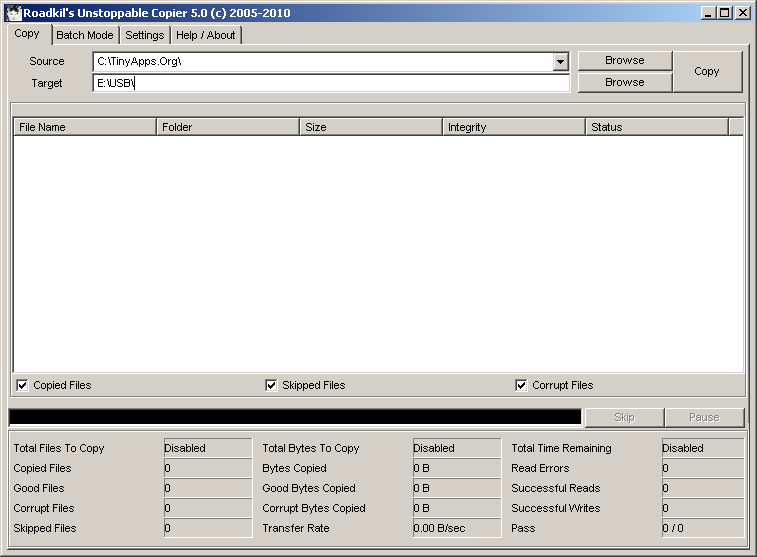 Roadkil's Unstoppable Copier 5.0 (c) 2005-2010
Copy Batch Mode Settings Help / About
Source C:\TinyApps.Org\ Browse
Copy
Target E:\USB\ Browse
File Name Folder Size Integrity Status
Copied Files Skipped Files Corrupt Files
Skip Pause
Total Files To Copy Disabled Total Bytes To Copy Disabled Total Time Remaining Disabled
Copied Files 0 Bytes Copied 0 B Read Errors 0
Good Files 0 Good Bytes Copied 0 B Successful Reads 0
Corrupt Files 0 Corrupt Bytes Copied 0 B Successful Writes 0
Skipped Files 0 Transfer Rate 0.00 B/sec Pass 0 / 0